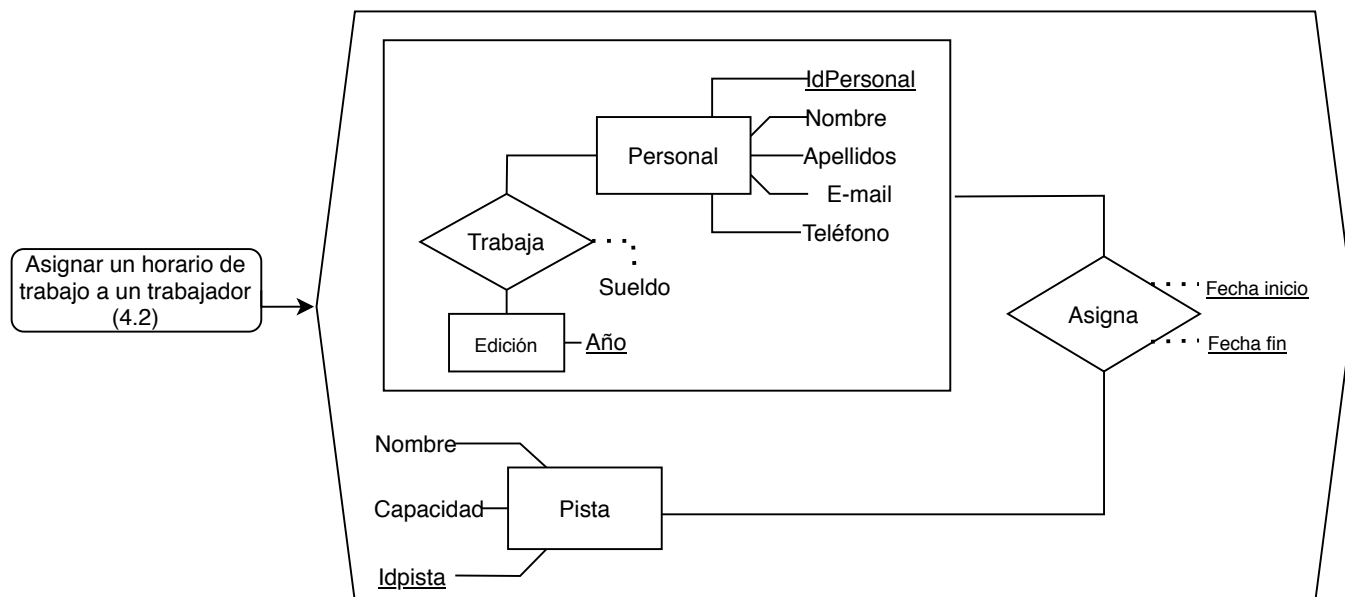 IdPersonal
Nombre
Personal
Apellidos
E-mail
Teléfono
Trabaja
Sueldo
Edición
Año
Asignar un horario de
trabajo a un trabajador
(4.2)
Asigna
Fecha inicio
Fecha fin
Nombre
Capacidad
Pista
Idpista